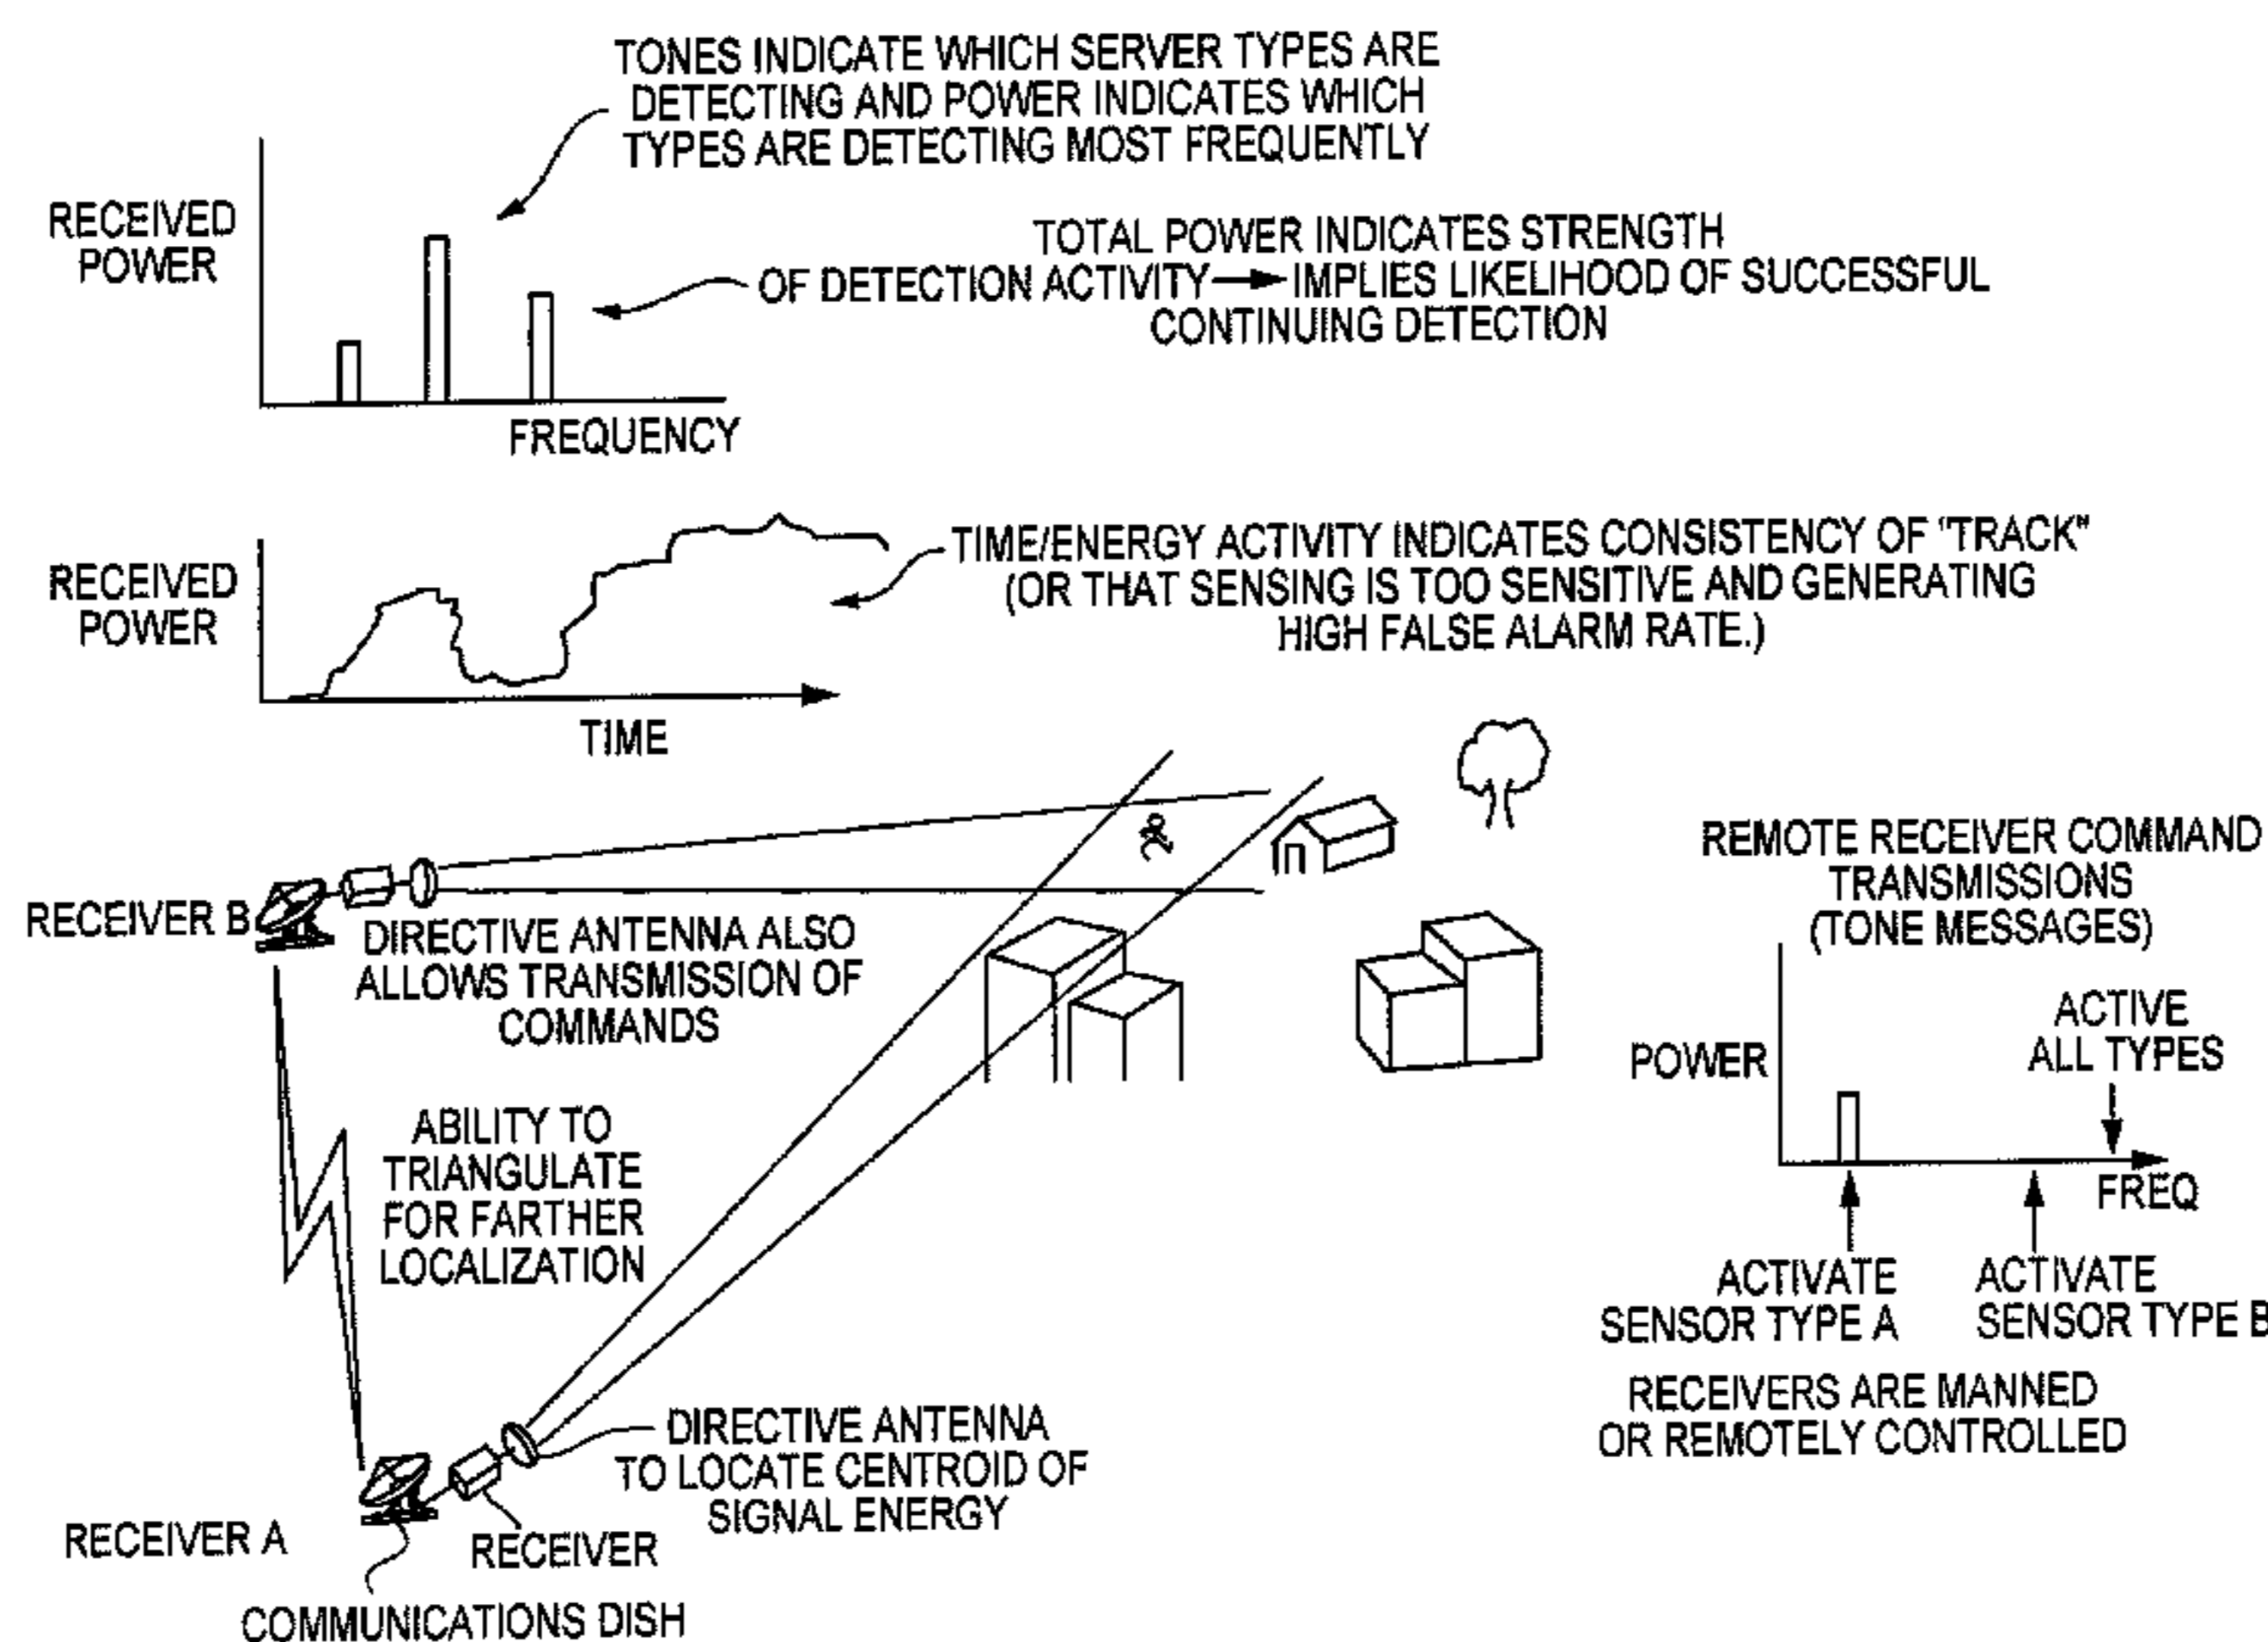 TONES INDICATE WHICH SERVER TYPES ARE
DETECTING AND POWER INDICATES WHICH
TYPES ARE DETECTING MOST FREQUENTLY
RECEIVED
POWER
TOTAL POWER INDICATES STRENGTH
OF DETECTION ACTIVITY → IMPLIES LIKELIHOOD OF SUCCESSFUL
CONTINUING DETECTION
FREQUENCY
RECEIVED
POWER
TIME/ENERGY ACTIVITY INDICATES CONSISTENCY OF "TRACK"
(OR THAT SENSING IS TOO SENSITIVE AND GENERATING
HIGH FALSE ALARM RATE.)
TIME
RECEIVER B
DIRECTIVE ANTENNA ALSO
ALLOWS TRANSMISSION OF
COMMANDS
REMOTE RECEIVER COMMAND
TRANSMISSIONS
(TONE MESSAGES)
POWER
ACTIVE
ALL TYPES
FREQ
ACTIVATE
SENSOR TYPE A
ACTIVATE
SENSOR TYPE B
RECEIVERS ARE MANNED
OR REMOTELY CONTROLLED
ABILITY TO
TRIANGULATE
FOR FARTHER
LOCALIZATION
DIRECTIVE ANTENNA
TO LOCATE CENTROID OF
SIGNAL ENERGY
RECEIVER A
RECEIVER
COMMUNICATIONS DISH